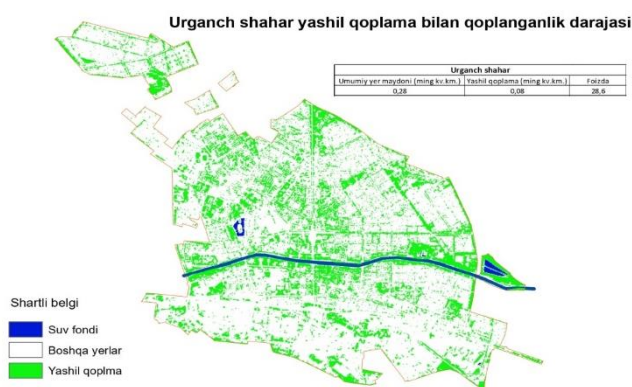 Urganch shahar yashil qoplama bilan qoplanganlik darajasi
Urganch shahar
Umumiy yer maydoni (ming kv.km.) Yashil qoplama (ming kv.km.) Foizda
0,28 0,08 28,6
Shartli belgi
Suv fondi
Boshqa yerlar
Yashil qoplma